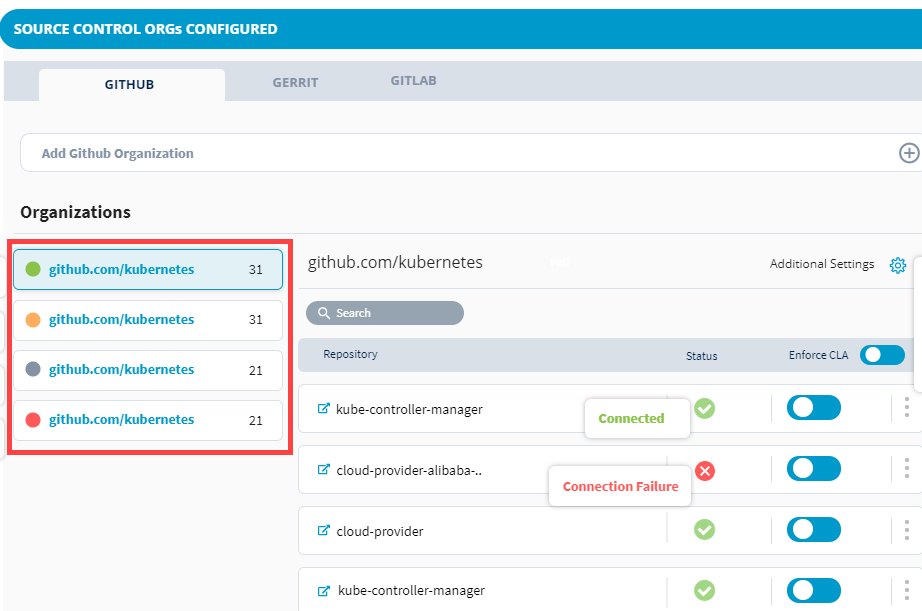 SOURCE CONTROL ORGs CONFIGURED
GITHUB
GERRIT
GITLAB
Add Github Organization
Organizations
github.com/kubernetes 31
github.com/kubernetes 31
github.com/kubernetes 21
github.com/kubernetes 21
github.com/kubernetes
Additional Settings
Search
Repository Status Enforce CLA
kube-controller-manager
Connected
cloud-provider-alibaba-..
Connection Failure
cloud-provider
kube-controller-manager